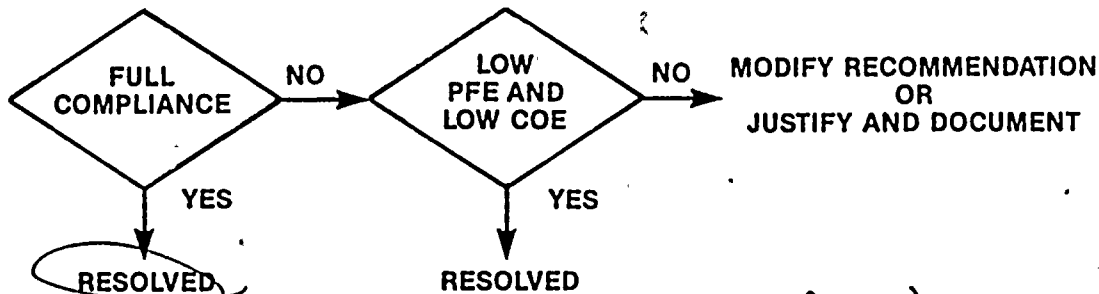 FULL
COMPLIANCE
NO
LOW
PFE AND
LOW COE
NO
MODIFY RECOMMENDATION
OR
JUSTIFY AND DOCUMENT
YES
YES
RESOLVED
RESOLVED